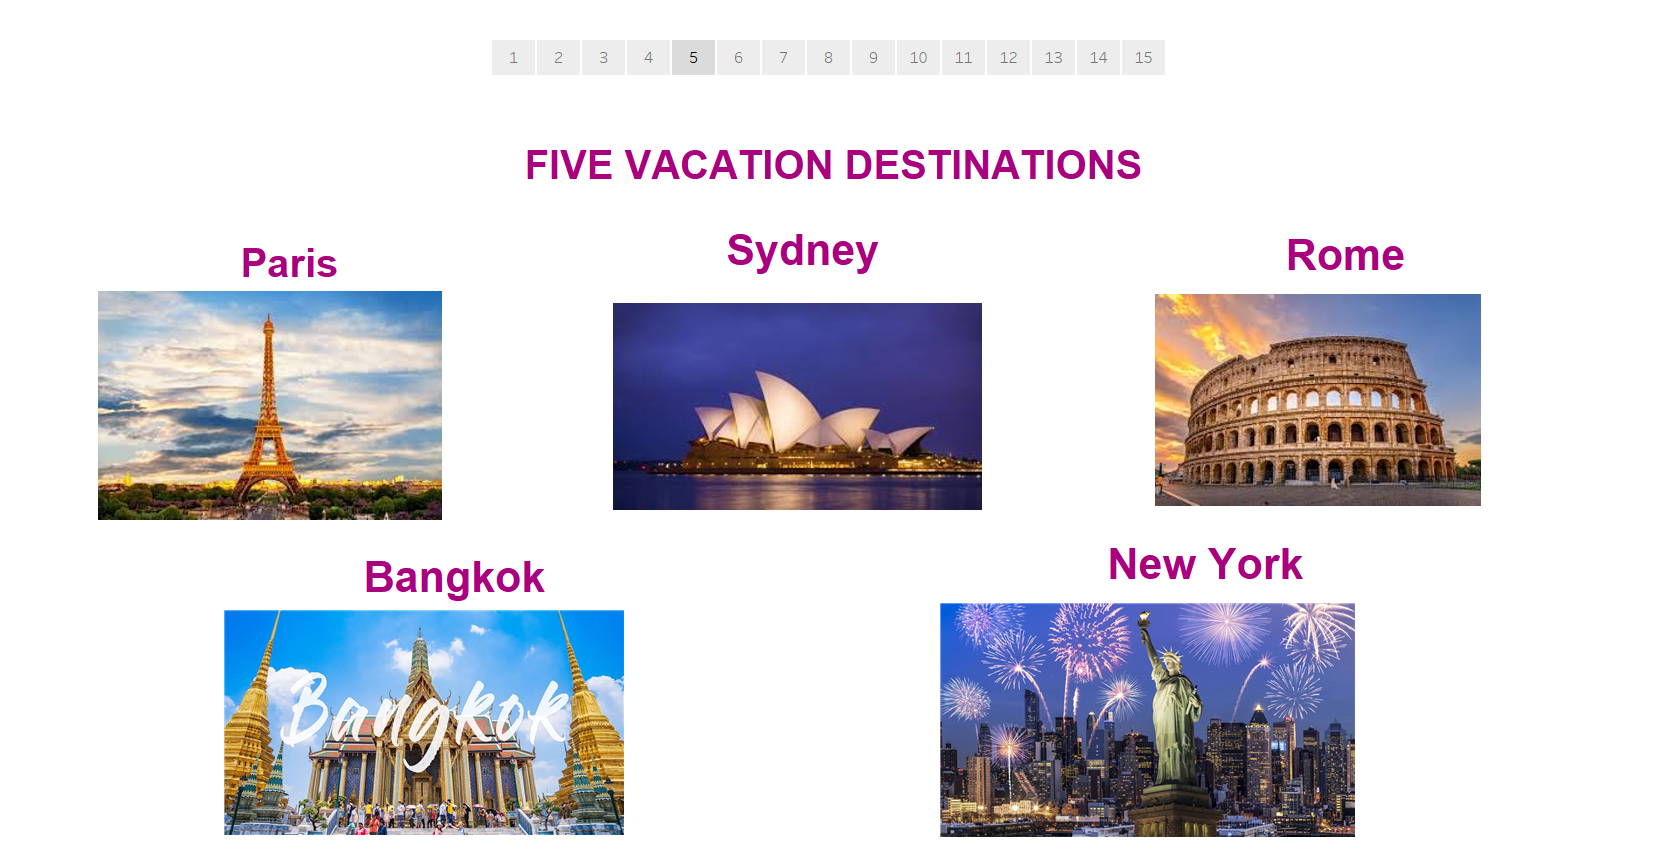 1 2 3 4 5 6 7 8 9 10 11 12 13 14 15
FIVE VACATION DESTINATIONS
Paris
Sydney
Rome
Bangkok
Bangkok
New York